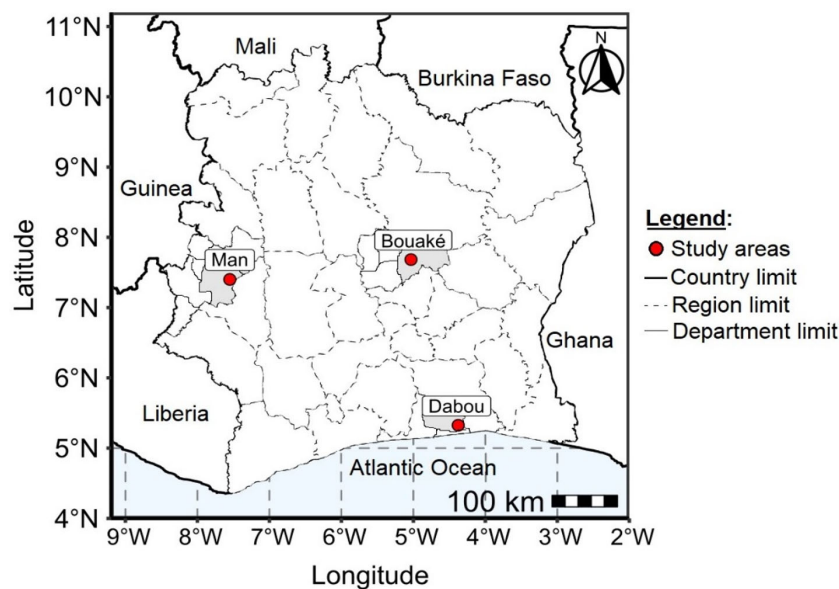 11°N
10°N
9°N
8°N
7°N
6°N
5°N
4°N
Latitude
Mali
Burkina Faso
N
Guinea
Man
Bouaké
Ghana
Liberia
Dabou
Atlantic Ocean
100 km
9°W 8°W 7°W 6°W 5°W 4°W 3°W 2°W
Longitude
Legend:
Study areas
Country limit
Region limit
Department limit